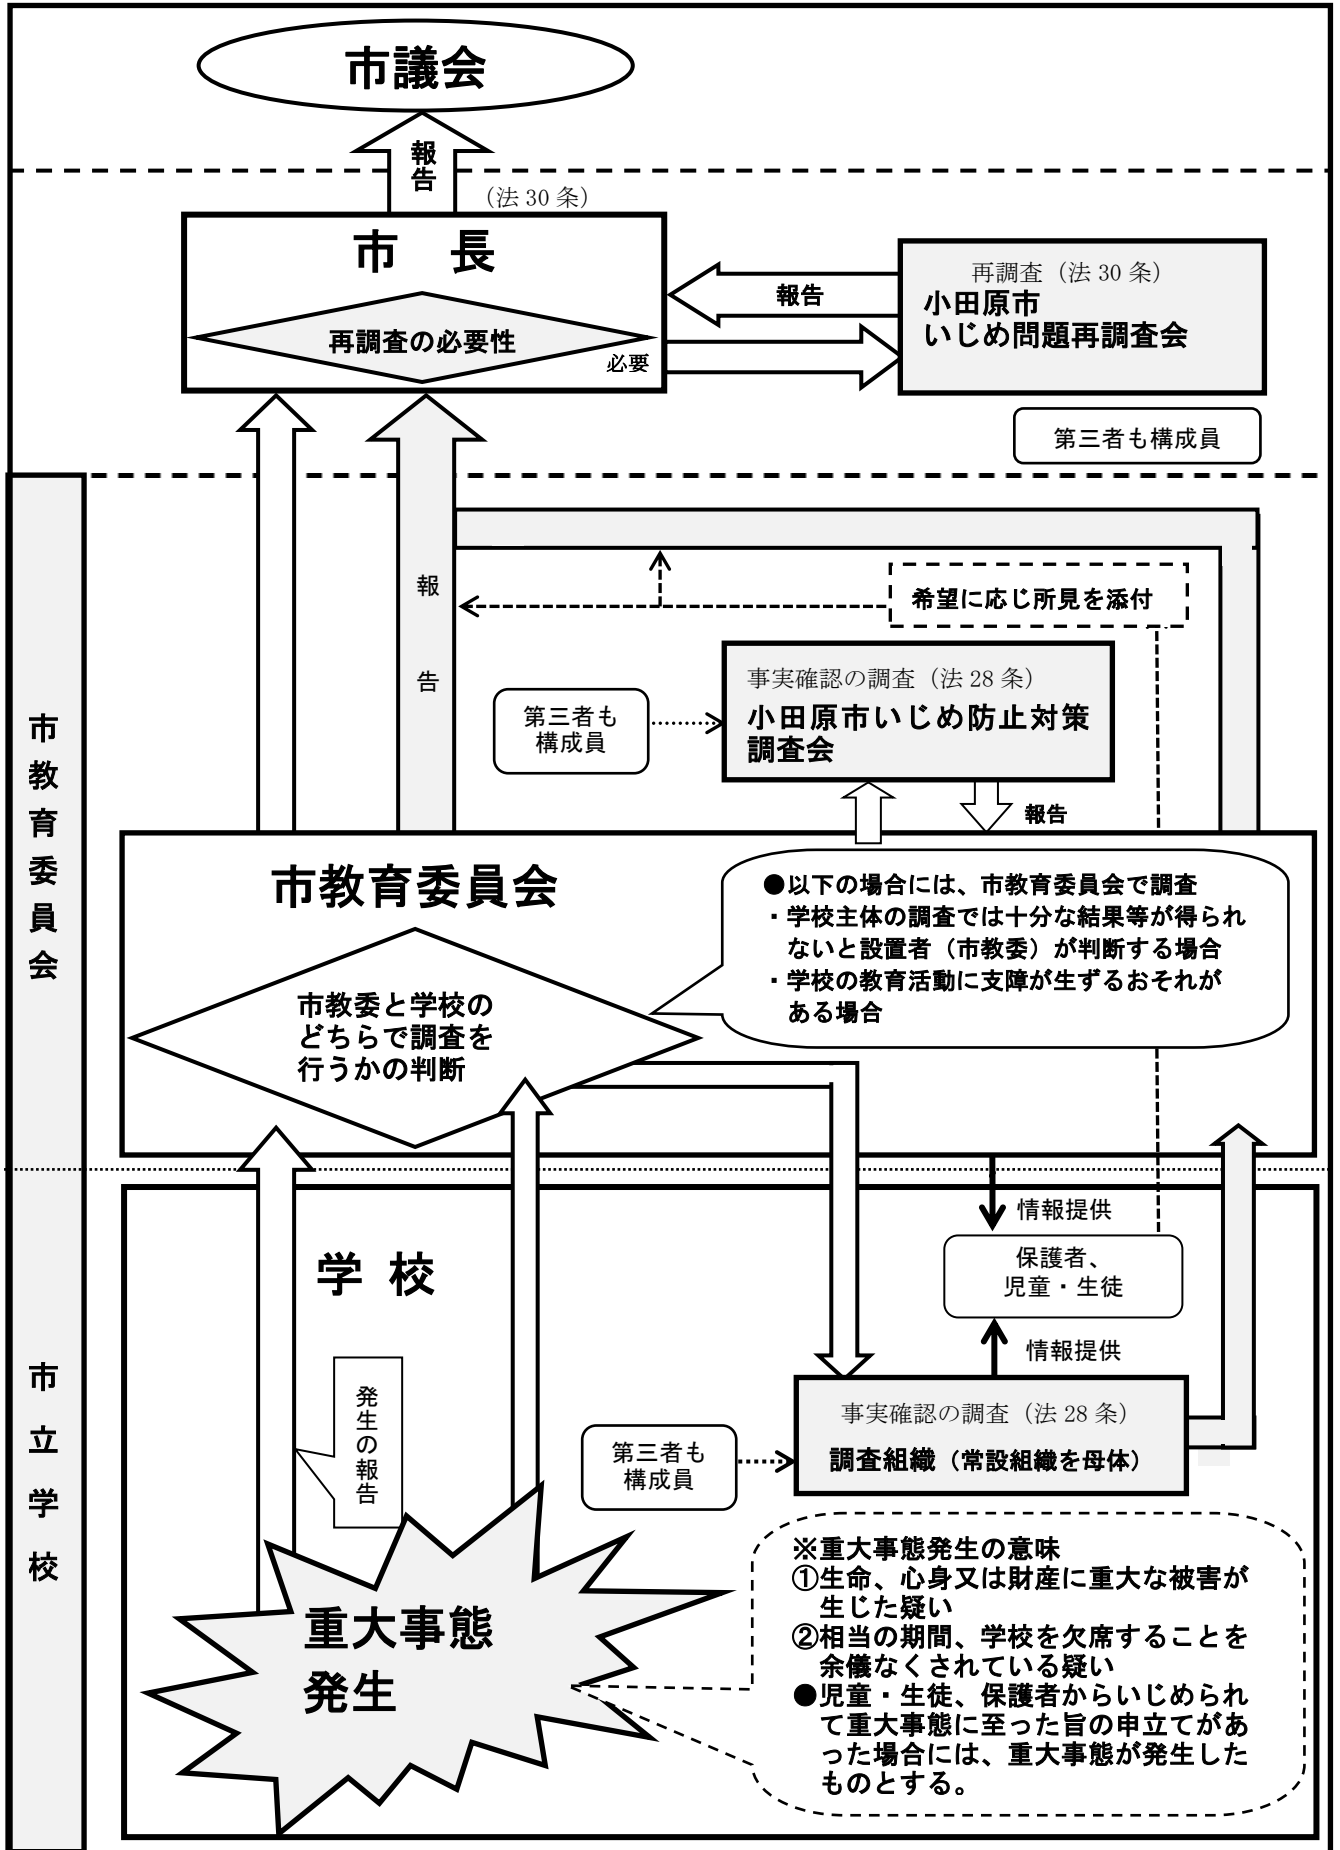 市議会
報告
（法 30 条）
市 長
再調査の必要性
必要
報告
再調査（法 30 条）
小田原市
いじめ問題再調査会
第三者も構成員
報
告
希望に応じ所見を添付
事実確認の調査（法 28 条）
小田原市いじめ防止対策
調査会
第三者も
構成員
報告
市教育委員会
市教育委員会
●以下の場合には、市教育委員会で調査
・学校主体の調査では十分な結果等が得られ
ないと設置者（市教委）が判断する場合
・学校の教育活動に支障が生ずるおそれが
ある場合
市教委と学校の
どちらで調査を
行うかの判断
市立学校
学 校
情報提供
保護者、
児童・生徒
情報提供
発生の報告
事実確認の調査（法 28 条）
調査組織（常設組織を母体）
第三者も
構成員
重大事態
発生
※重大事態発生の意味
①生命、心身又は財産に重大な被害が
生じた疑い
②相当の期間、学校を欠席することを
余儀なくされている疑い
●児童・生徒、保護者からいじめられ
て重大事態に至った旨の申立てがあ
った場合には、重大事態が発生した
ものとする。